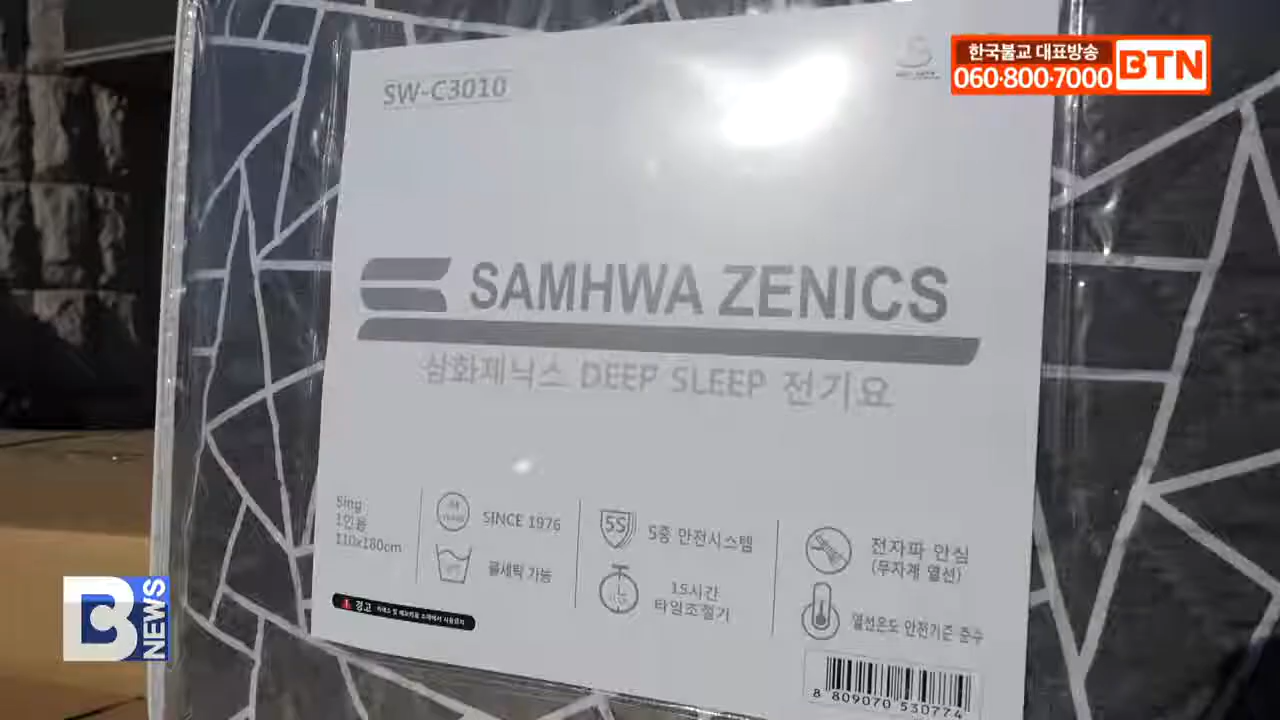 한국불교 대표방송
060·800·7000
BTN
SW-C3010
SAMHWA ZENICS
삼화제닉스 DEEP SLEEP 전기요
Sing
1인용
110x180cm
SINCE 1976
물세탁 가능
5S
5중 안전시스템
15시간
타임조절기
전자파 안심
(무자계 열선)
열선온도 안전기준 준수
경고
8 809070 530774
B NEWS